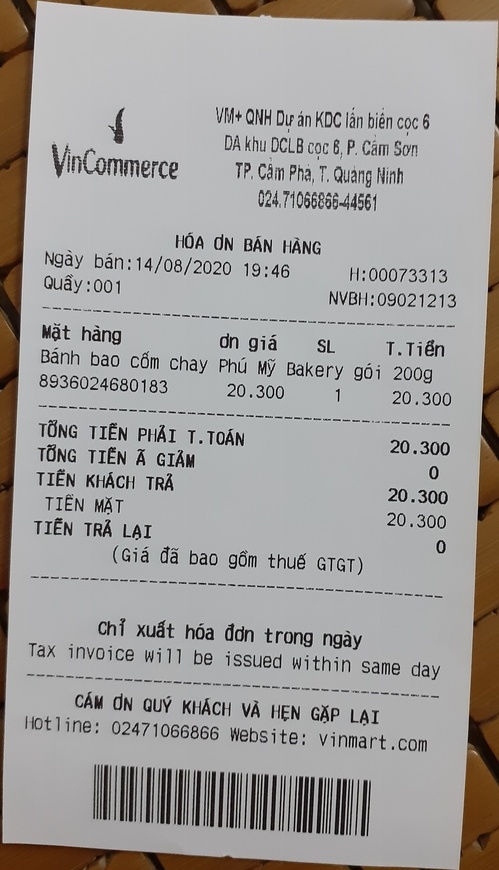 VinCommerce
VM+ QNH Dự án KDC lấn biển cọc 6
DA khu DCLB cọc 6, P. Cẩm Sơn
TP. Cẩm Phả, T. Quảng Ninh
024.71066866-44561
HÓA ƠN BÁN HÀNG
Ngày bán:14/08/2020 19:46 H:00073313
Quầy:001 NVBH:09021213
Mặt hàng ơn giá SL T.Tiền
Bánh bao cốm chay Phú Mỹ Bakery gói 200g
8936024680183 20.300 1 20.300
TỔNG TIỀN PHẢI T.TOÁN 20.300
TỔNG TIỀN Ã GIẢM 0
TIỀN KHÁCH TRẢ 20.300
TIỀN MẶT 20.300
TIỀN TRẢ LẠI 0
(Giá đã bao gồm thuế GTGT)
Chỉ xuất hóa đơn trong ngày
Tax invoice will be issued within same day
CÁM ƠN QUÝ KHÁCH VÀ HẸN GẶP LẠI
Hotline: 02471066866 Website: vinmart.com